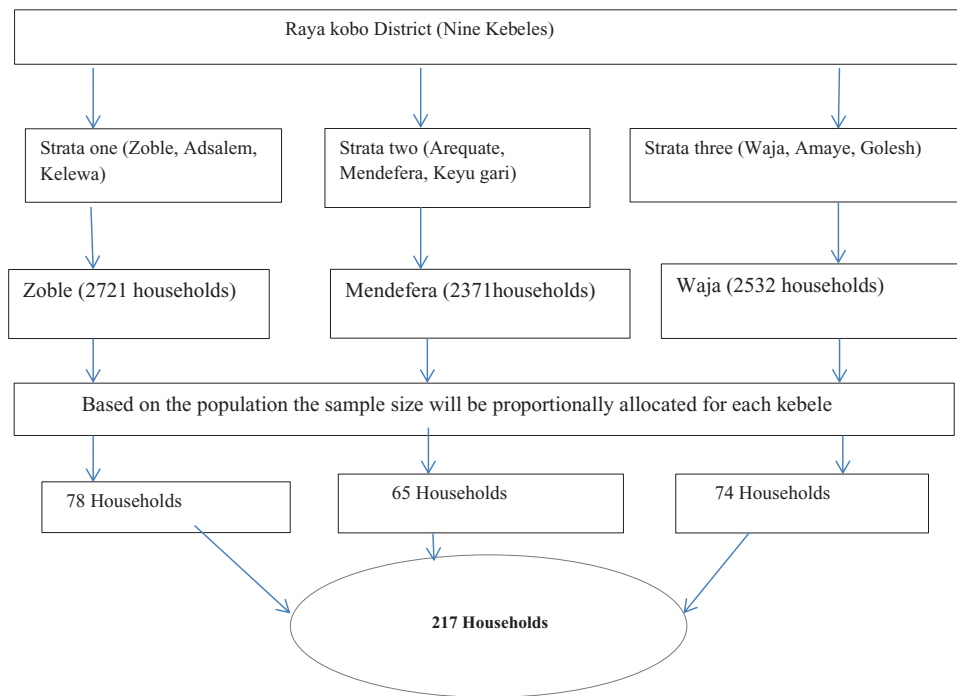 Raya kobo District (Nine Kebeles)
Strata one (Zoble, Adsalem,
Kelewa)
Strata two (Arequate,
Mendefera, Keyu gari)
Strata three (Waja, Amaye, Golesh)
Zoble (2721 households)
Mendefera (2371households)
Waja (2532 households)
Based on the population the sample size will be proportionally allocated for each kebele
78 Households
65 Households
74 Households
217 Households